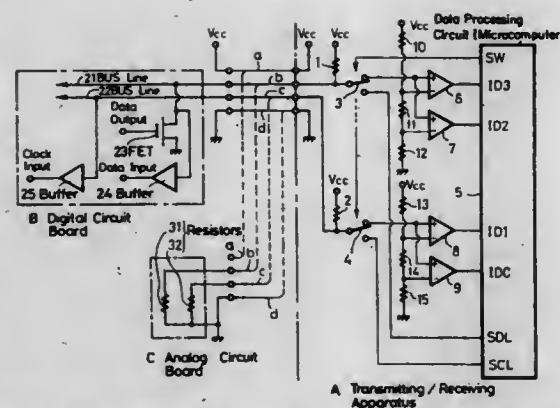 Data Processing
Circuit (Microcomputer
Vcc
Vcc
Vcc
Vcc
a
1
10
21BUS Line
b
SW
22BUS Line
c
3
6
ID3
Data
Output
d
11
ID2
23FET
12
7
Clock
Input
Data Input
Vcc
Vcc
5
25 Buffer
24 Buffer
2
13
B Digital Circuit
Board
ID1
31
Resistors
4
14
8
32
a
b
IDC
c
15
9
d
SDL
C Analog Circuit
Board
SCL
A Transmitting / Receiving
Apparatus